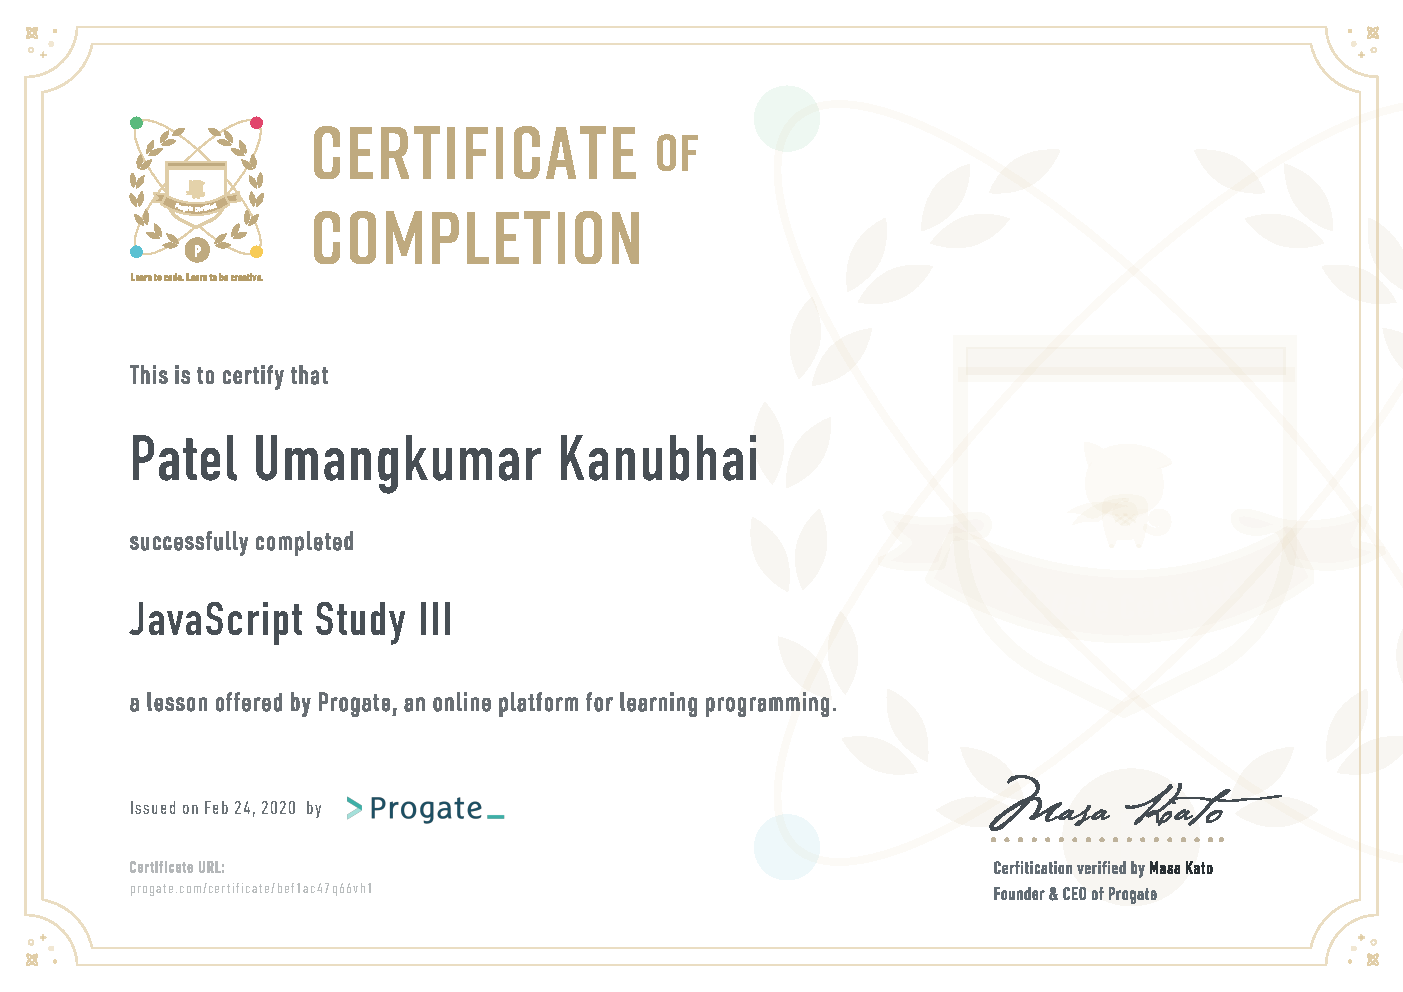 CERTIFICATE OF
COMPLETION
P
Learn to code. Learn to be creative.
This is to certify that
Patel Umangkumar Kanubhai
successfully completed
JavaScript Study III
a lesson offered by Progate, an online platform for learning programming.
Issued on Feb 24, 2020 by
Progate
Masa Kato
Certificate URL:
progate.com/certificate/bef1ac47q66vh1
Cerfitication verified by Masa Kato
Founder & CEO of Progate